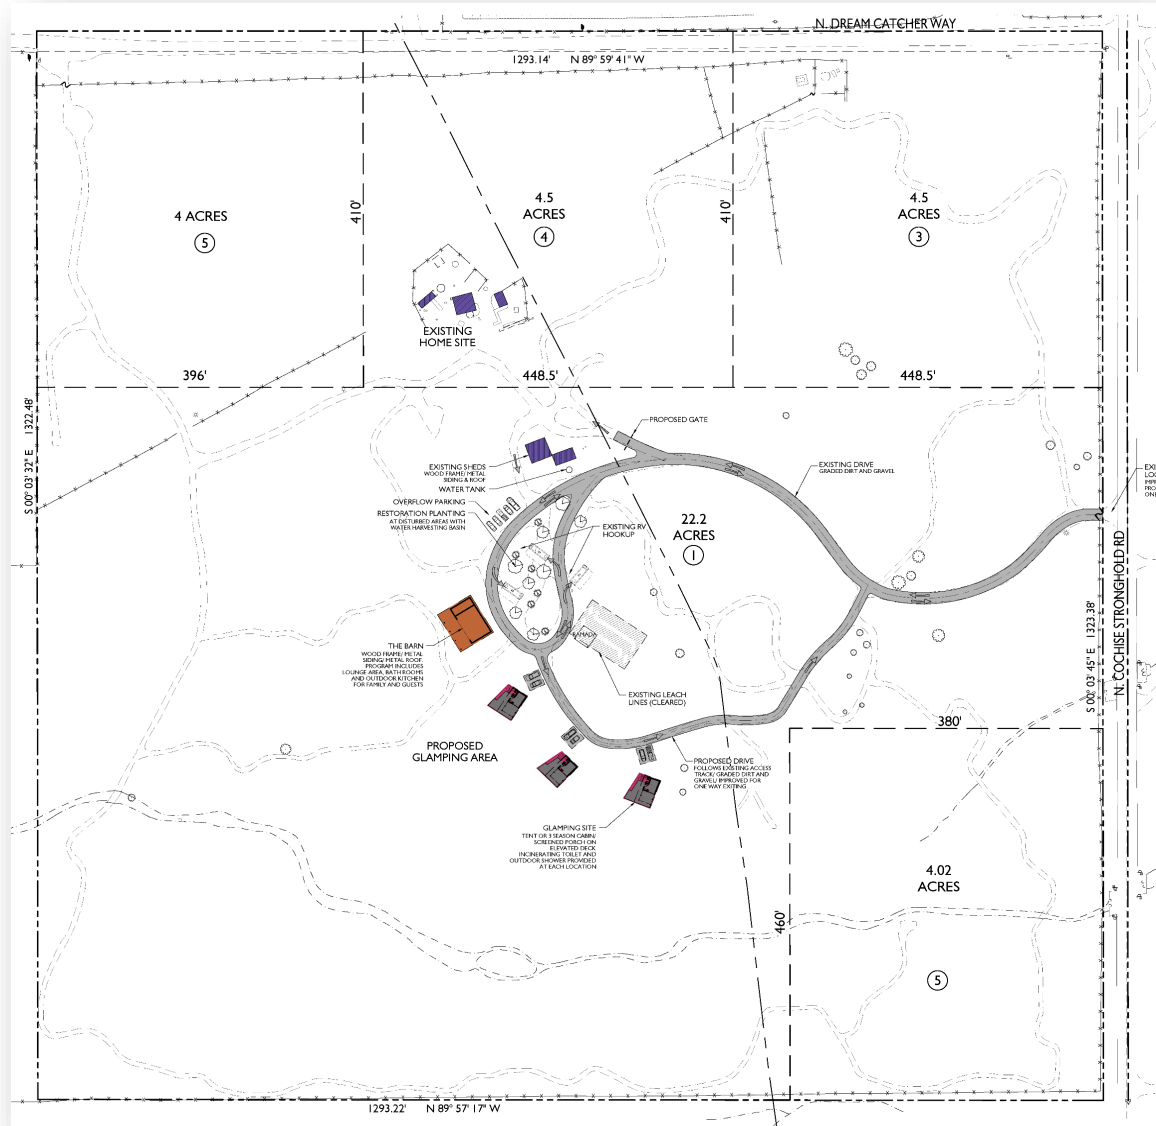 N. DREAM CATCHER WAY
1293.14' N 89° 59' 41" W
4 ACRES
5
410'
4.5
ACRES
4
410'
4.5
ACRES
3
EXISTING
HOME SITE
396'
448.5'
448.5'
S 00° 03' 32" E 1322.48'
PROPOSED GATE
EXISTING SHEDS
WOOD FRAME/ METAL
SIDING & ROOF
WATER TANK
EXISTING DRIVE
GRADED DIRT AND GRAVEL
OVERFLOW PARKING
RESTORATION PLANTING
AT DISTURBED AREAS WITH
WATER HARVESTING BASIN
EXISTING RV
HOOKUP
22.2
ACRES
1
N. COCHISE STRONGHOLD RD
S 00° 03' 45" E 1323.38'
RAMADA
THE BARN
WOOD FRAME/ METAL
SIDING/ METAL ROOF.
PROGRAM INCLUDES
LOUNGE AREA, BATH ROOMS
AND OUTDOOR KITCHEN
FOR FAMILY AND GUESTS
EXISTING LEACH
LINES (CLEARED)
380'
PROPOSED
GLAMPING AREA
PROPOSED DRIVE
FOLLOWS EXISTING ACCESS
TRACK/ GRADED DIRT AND
GRAVEL/ IMPROVED FOR
ONE WAY EXITING
GLAMPING SITE
TENT OR 3 SEASON CABIN/
SCREENED PORCH ON
ELEVATED DECK
INCINERATING TOILET AND
OUTDOOR SHOWER PROVIDED
AT EACH LOCATION
4.02
ACRES
460'
5
1293.22' N 89° 57' 17" W